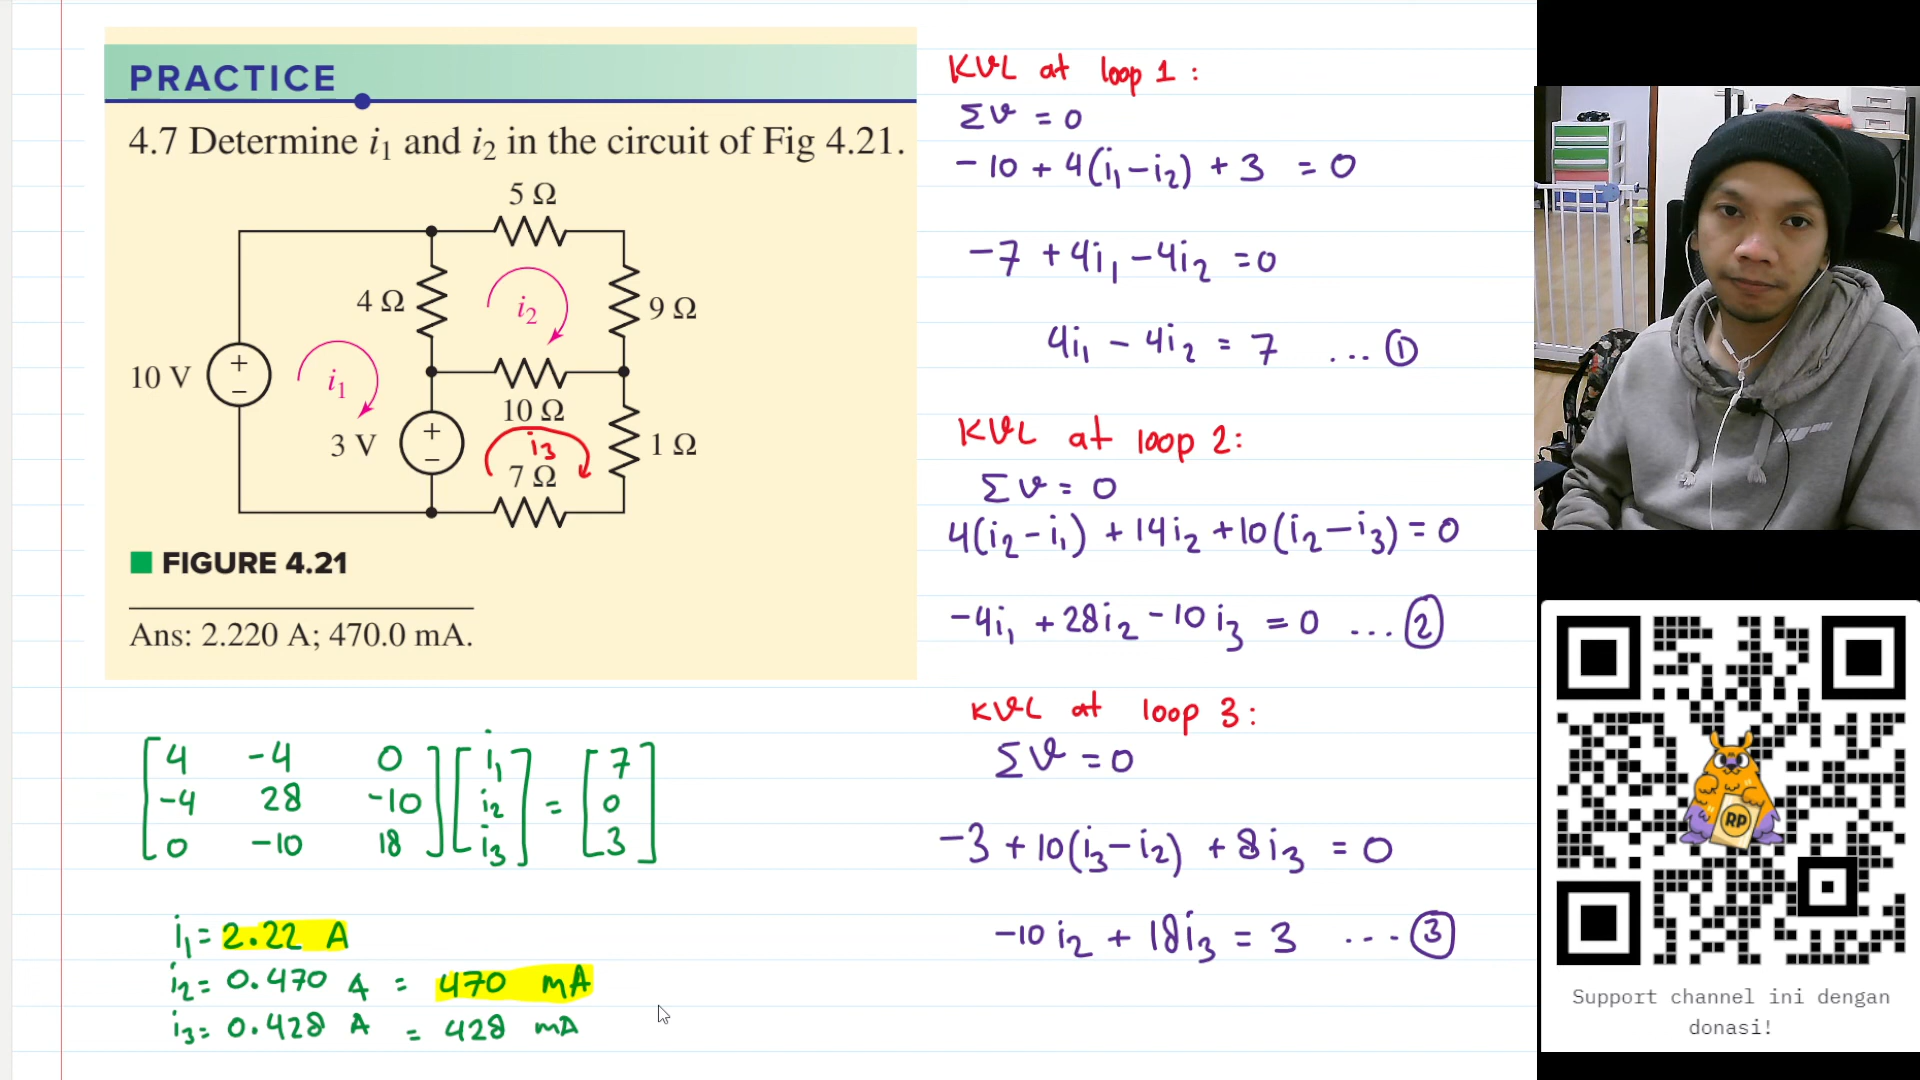 PRACTICE
4.7 Determine i₁ and i₂ in the circuit of Fig 4.21.
5 Ω
4 Ω
i₂
9 Ω
10 V
+
−
i₁
10 Ω
3 V
+
−
i₃
1 Ω
7 Ω
FIGURE 4.21
Ans: 2.220 A; 470.0 mA.
[4 -4 0] [i₁] = [7]
[-4 28 -10] [i₂] [0]
[0 -10 18] [i₃] [3]
i₁ = 2.22 A
i₂ = 0.470 A = 470 mA
i₃ = 0.428 A = 428 mA
KVL at loop 1 :
Σv = 0
-10 + 4(i₁-i₂) + 3 = 0
-7 + 4i₁ - 4i₂ = 0
4i₁ - 4i₂ = 7 ... ①
KVL at loop 2:
Σv = 0
4(i₂-i₁) + 14i₂ + 10(i₂-i₃) = 0
-4i₁ + 28i₂ - 10i₃ = 0 ... ②
KVL at loop 3:
Σv = 0
-3 + 10(i₃-i₂) + 8i₃ = 0
-10i₂ + 18i₃ = 3 ... ③
RP
Support channel ini dengan
donasi!